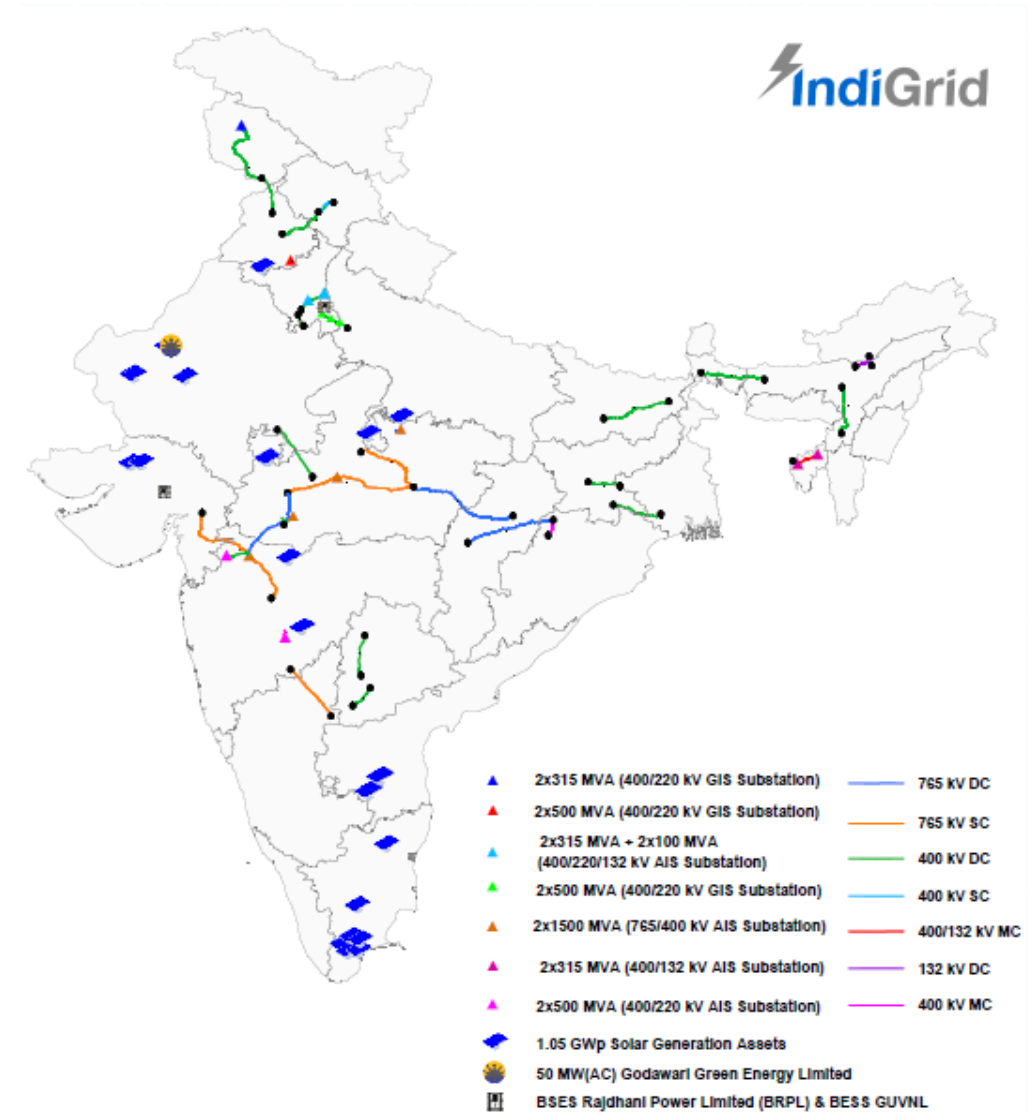 IndiGrid
2x315 MVA (400/220 kV GIS Substation)
2x500 MVA (400/220 kV GIS Substation)
2x315 MVA + 2x100 MVA
(400/220/132 kV AIS Substation)
2x500 MVA (400/220 kV GIS Substation)
2x1500 MVA (765/400 kV AIS Substation)
2x315 MVA (400/132 kV AIS Substation)
2x500 MVA (400/220 kV AIS Substation)
1.05 GWp Solar Generation Assets
50 MW(AC) Godawari Green Energy Limited
BSES Rajdhani Power Limited (BRPL) & BESS GUVNL
765 kV DC
765 kV SC
400 kV DC
400 kV SC
400/132 kV MC
132 kV DC
400 kV MC